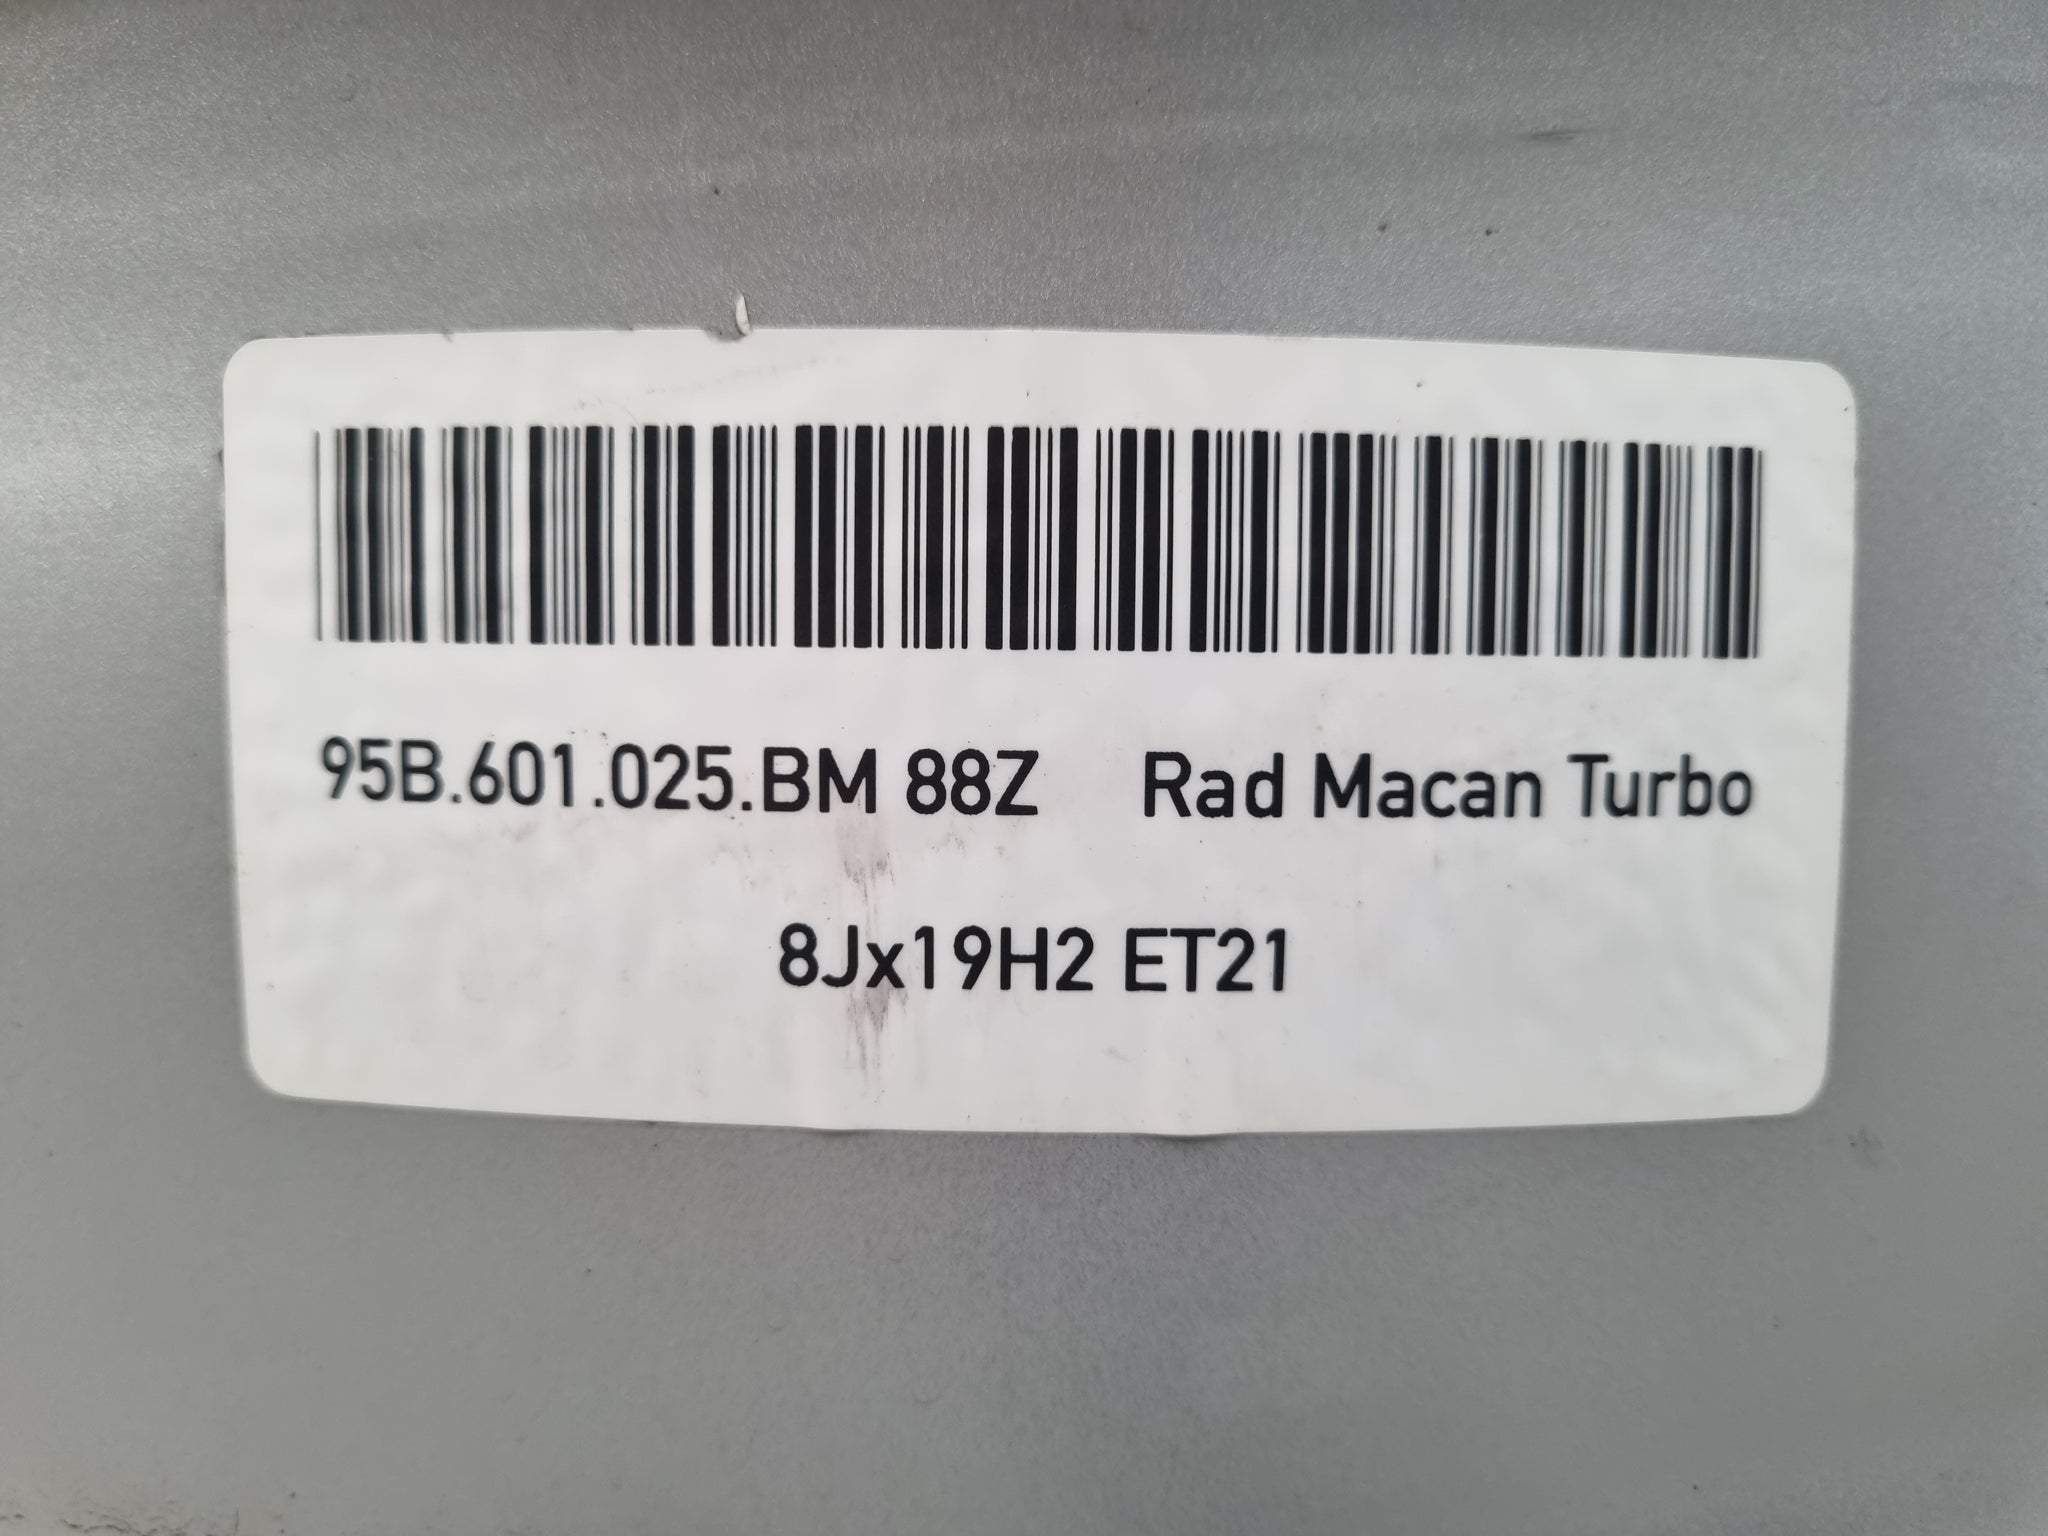 95B.601.025.BM 88Z Rad Macan Turbo
8Jx19H2 ET21